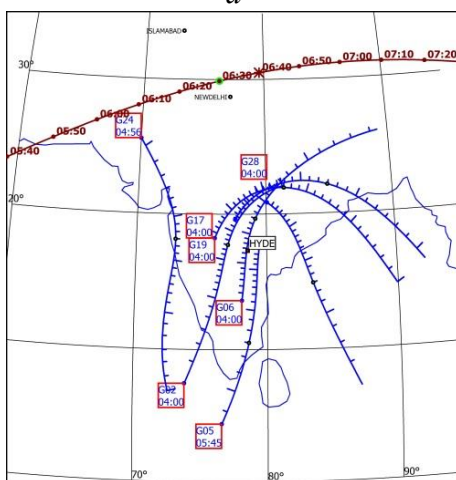 a
ISLAMABAD
30°
05:40
05:50
06:00
06:10
06:20
06:30
06:40
06:50
07:00
07:10
07:20
NEWDELHI
G24
04:56
G28
04:00
20°
G17
04:00
G19
04:00
HYDE
G06
04:00
G02
04:00
G05
05:45
70°
80°
90°